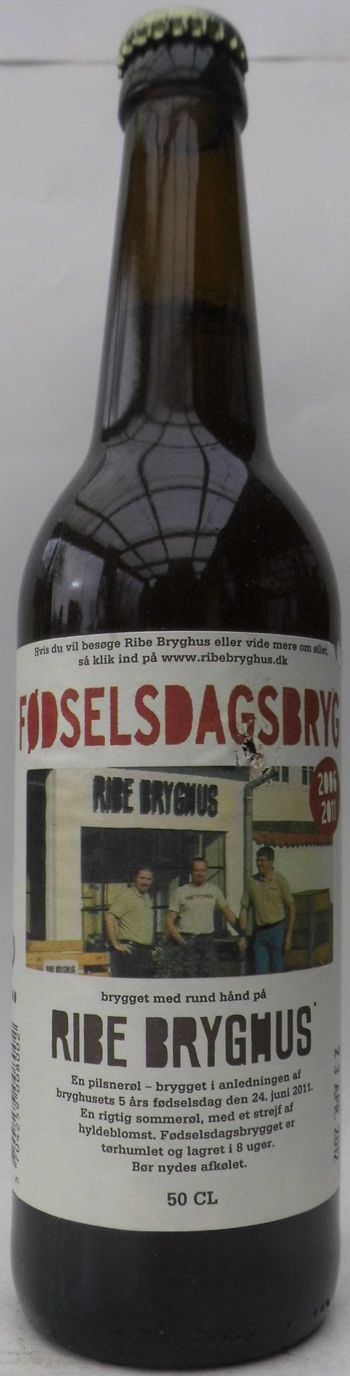 Hvis du vil besøge Ribe Bryghus eller vide mere om øllet,
så klik ind på www.ribebryghus.dk
FØDSELSDAGSBRYG
2006
2011
RIBE BRYGHUS
RIBE BRYGHUS
brygget med rund hånd på
RIBE BRYGHUS
En pilsnerøl – brygget i anledningen af
bryghusets 5 års fødselsdag den 24. juni 2011.
En rigtig sommerøl, med et strejf af
hyldeblomst. Fødselsdagsbrygget er
tørhumlet og lagret i 8 uger.
Bør nydes afkølet.
50 CL
23 APR. 2012